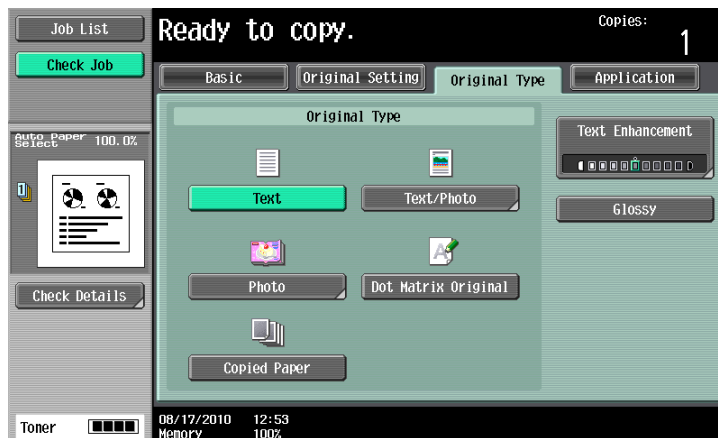 Job List
Check Job
Ready to copy.
Copies:
1
Basic
Original Setting
Original Type
Application
Auto Paper
Select
100.0%
1
Check Details
Original Type
Text
Text/Photo
Photo
Dot Matrix Original
Copied Paper
Text Enhancement
Glossy
Toner
08/17/2010 12:53
Memory 100%